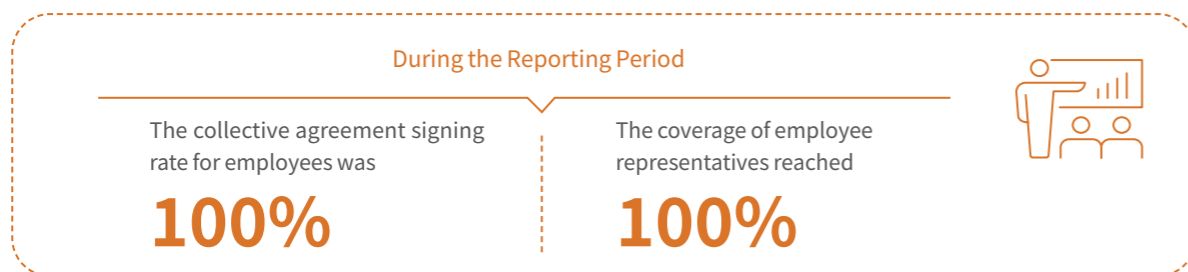 During the Reporting Period
The collective agreement signing
rate for employees was
100%
The coverage of employee
representatives reached
100%